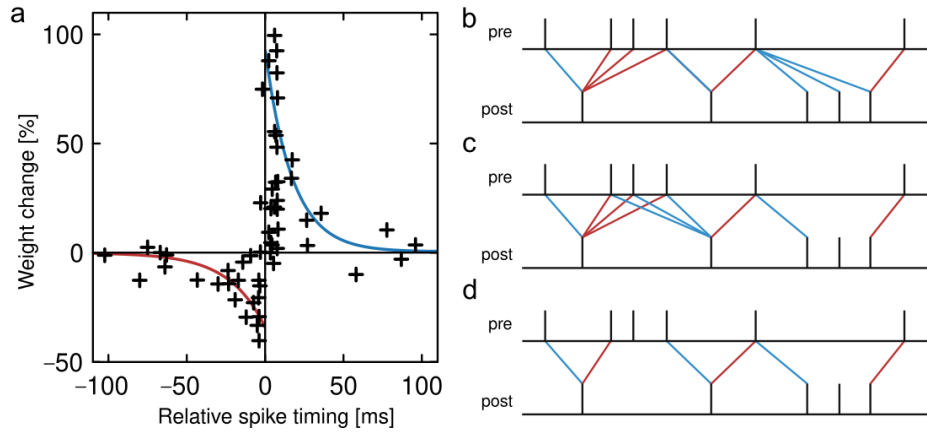 a
100
50
0
−50
Weight change [%]
−100
−50
0
50
100
Relative spike timing [ms]
b
pre
post
c
pre
post
d
pre
post